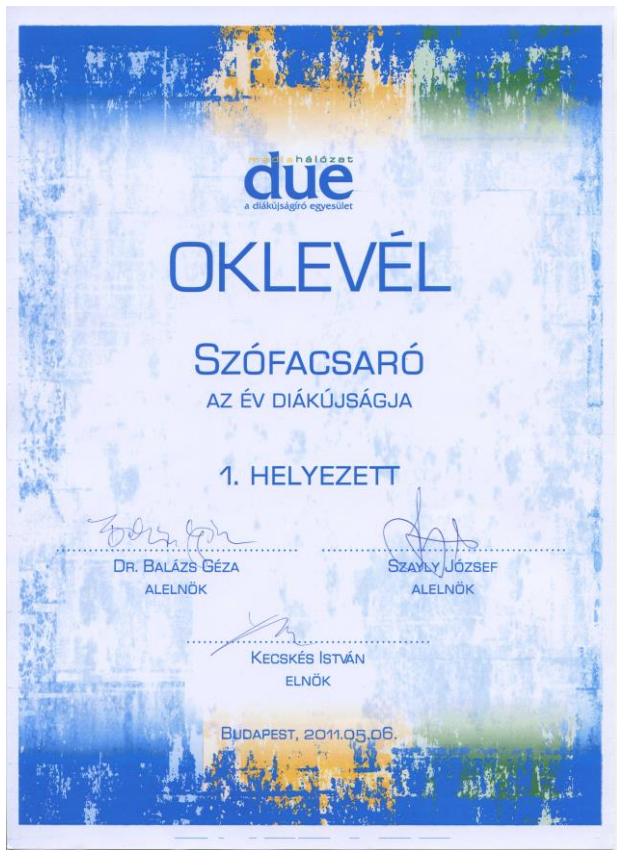 médiahálózat
due
a diákújságíró egyesület
OKLEVÉL
SZÓFACSARÓ
AZ ÉV DIÁKÚJSÁGJA
1. HELYEZETT
DR. BALÁZS GÉZA
ALELNÖK
SZAYLY JÓZSEF
ALELNÖK
KECSKÉS ISTVÁN
ELNÖK
BUDAPEST, 2011.05.06.